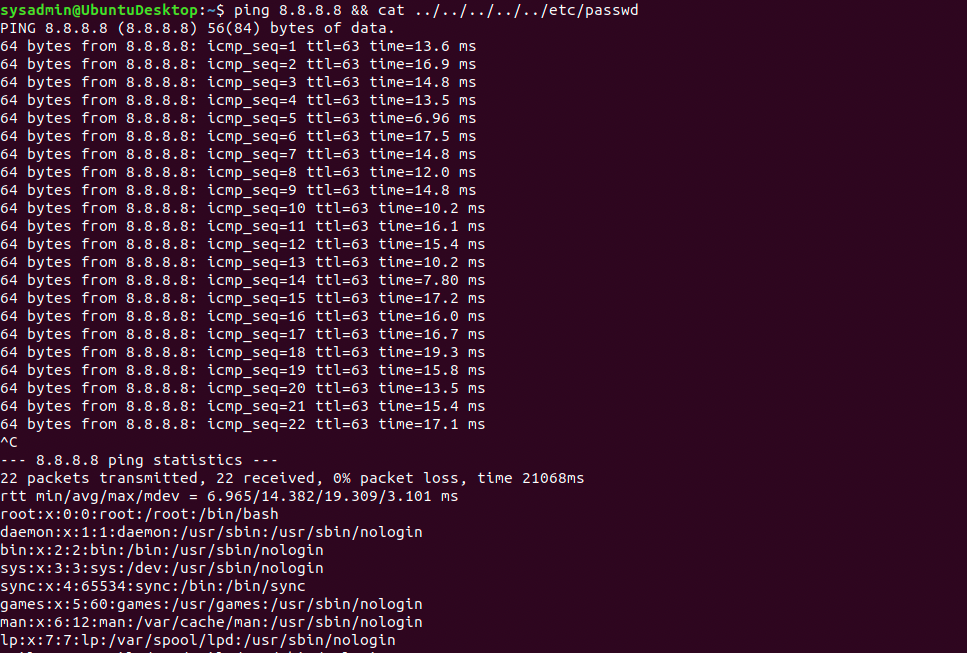 sysadmin@UbuntuDesktop:~$ ping 8.8.8.8 && cat ../../../../../etc/passwd
PING 8.8.8.8 (8.8.8.8) 56(84) bytes of data.
64 bytes from 8.8.8.8: icmp_seq=1 ttl=63 time=13.6 ms
64 bytes from 8.8.8.8: icmp_seq=2 ttl=63 time=16.9 ms
64 bytes from 8.8.8.8: icmp_seq=3 ttl=63 time=14.8 ms
64 bytes from 8.8.8.8: icmp_seq=4 ttl=63 time=13.5 ms
64 bytes from 8.8.8.8: icmp_seq=5 ttl=63 time=6.96 ms
64 bytes from 8.8.8.8: icmp_seq=6 ttl=63 time=17.5 ms
64 bytes from 8.8.8.8: icmp_seq=7 ttl=63 time=14.8 ms
64 bytes from 8.8.8.8: icmp_seq=8 ttl=63 time=12.0 ms
64 bytes from 8.8.8.8: icmp_seq=9 ttl=63 time=14.8 ms
64 bytes from 8.8.8.8: icmp_seq=10 ttl=63 time=10.2 ms
64 bytes from 8.8.8.8: icmp_seq=11 ttl=63 time=16.1 ms
64 bytes from 8.8.8.8: icmp_seq=12 ttl=63 time=15.4 ms
64 bytes from 8.8.8.8: icmp_seq=13 ttl=63 time=10.2 ms
64 bytes from 8.8.8.8: icmp_seq=14 ttl=63 time=7.80 ms
64 bytes from 8.8.8.8: icmp_seq=15 ttl=63 time=17.2 ms
64 bytes from 8.8.8.8: icmp_seq=16 ttl=63 time=16.0 ms
64 bytes from 8.8.8.8: icmp_seq=17 ttl=63 time=16.7 ms
64 bytes from 8.8.8.8: icmp_seq=18 ttl=63 time=19.3 ms
64 bytes from 8.8.8.8: icmp_seq=19 ttl=63 time=15.8 ms
64 bytes from 8.8.8.8: icmp_seq=20 ttl=63 time=13.5 ms
64 bytes from 8.8.8.8: icmp_seq=21 ttl=63 time=15.4 ms
64 bytes from 8.8.8.8: icmp_seq=22 ttl=63 time=17.1 ms
^C
--- 8.8.8.8 ping statistics ---
22 packets transmitted, 22 received, 0% packet loss, time 21068ms
rtt min/avg/max/mdev = 6.965/14.382/19.309/3.101 ms
root:x:0:0:root:/root:/bin/bash
daemon:x:1:1:daemon:/usr/sbin:/usr/sbin/nologin
bin:x:2:2:bin:/bin:/usr/sbin/nologin
sys:x:3:3:sys:/dev:/usr/sbin/nologin
sync:x:4:65534:sync:/bin:/bin/sync
games:x:5:60:games:/usr/games:/usr/sbin/nologin
man:x:6:12:man:/var/cache/man:/usr/sbin/nologin
lp:x:7:7:lp:/var/spool/lpd:/usr/sbin/nologin